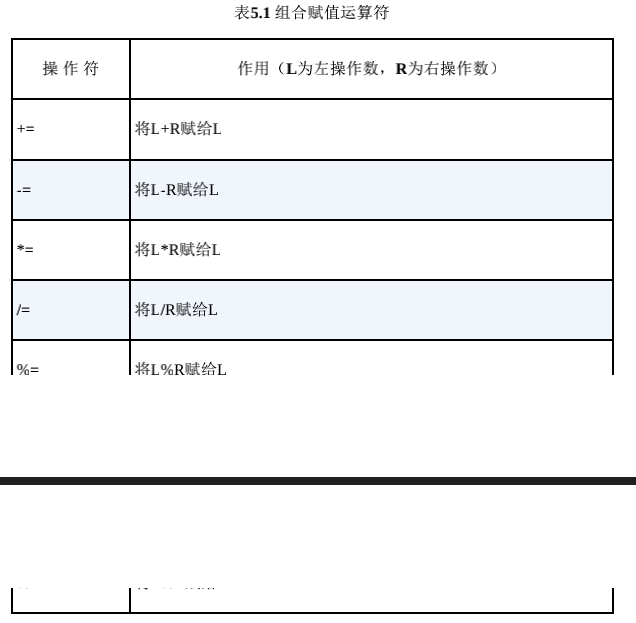 表5.1 组合赋值运算符
操 作 符
作用（L为左操作数，R为右操作数）
+=
将L+R赋给L
-=
将L-R赋给L
*=
将L*R赋给L
/=
将L/R赋给L
%=
将L%R赋给L